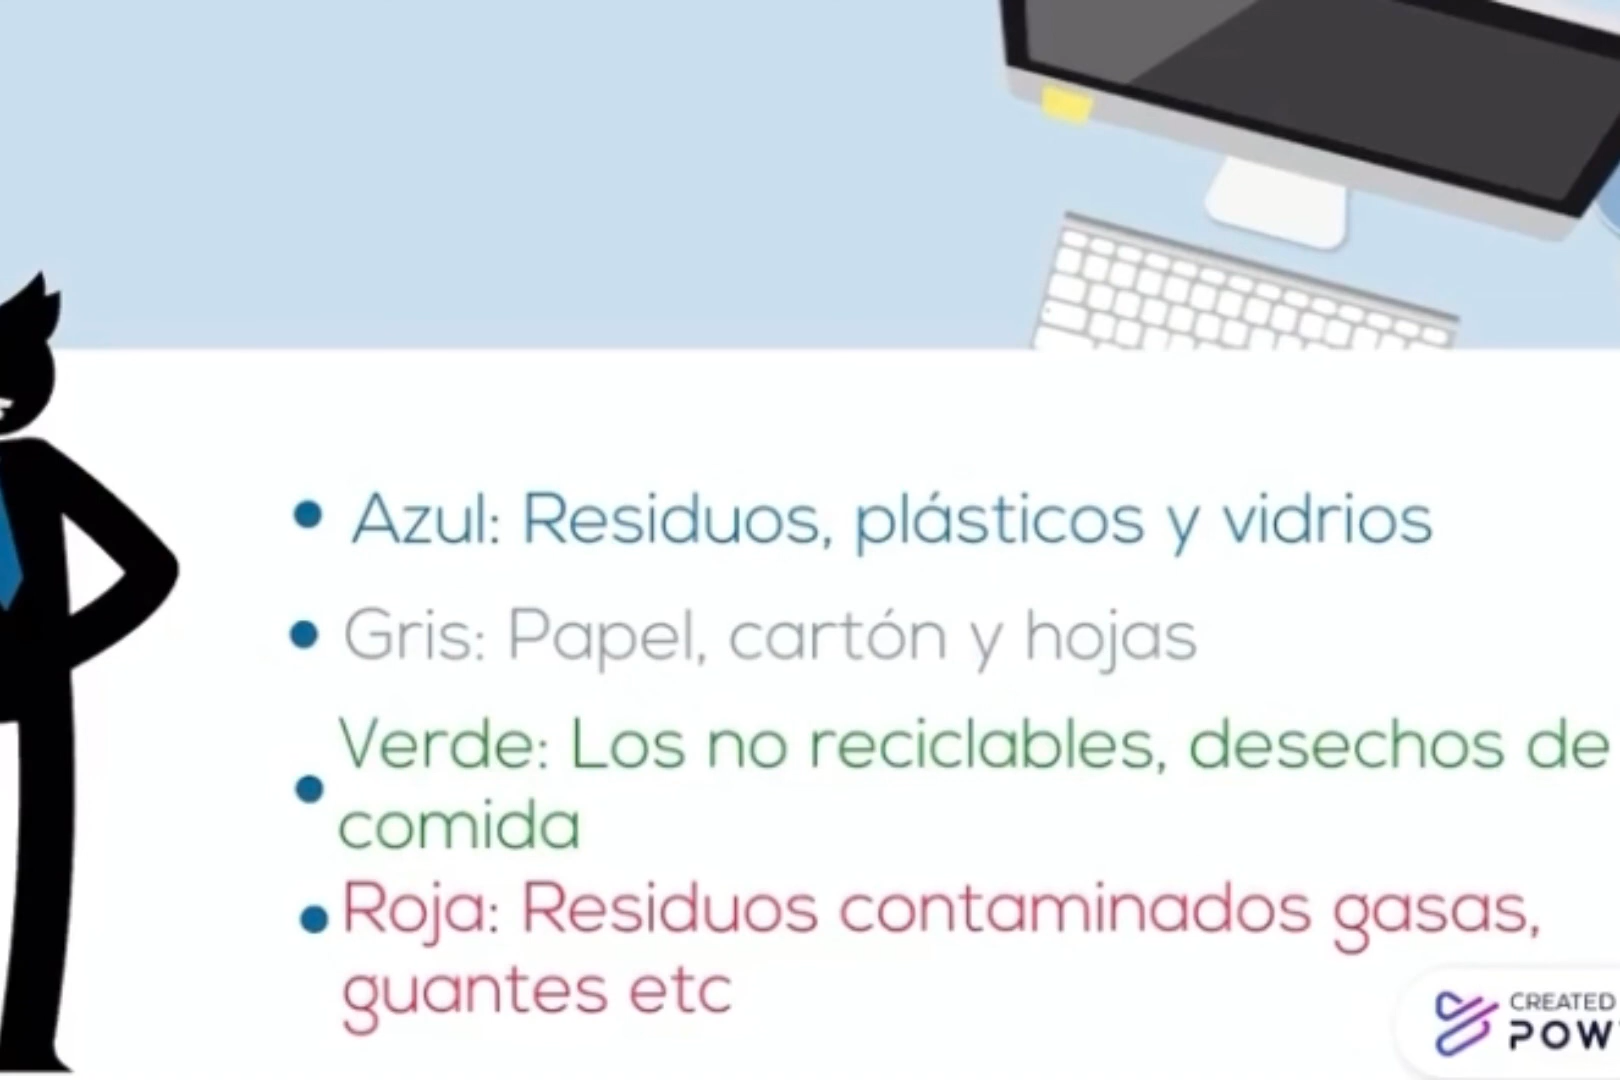 Azul: Residuos, plásticos y vidrios
Gris: Papel, cartón y hojas
Verde: Los no reciclables, desechos de
comida
Roja: Residuos contaminados gasas,
guantes etc
CREATED